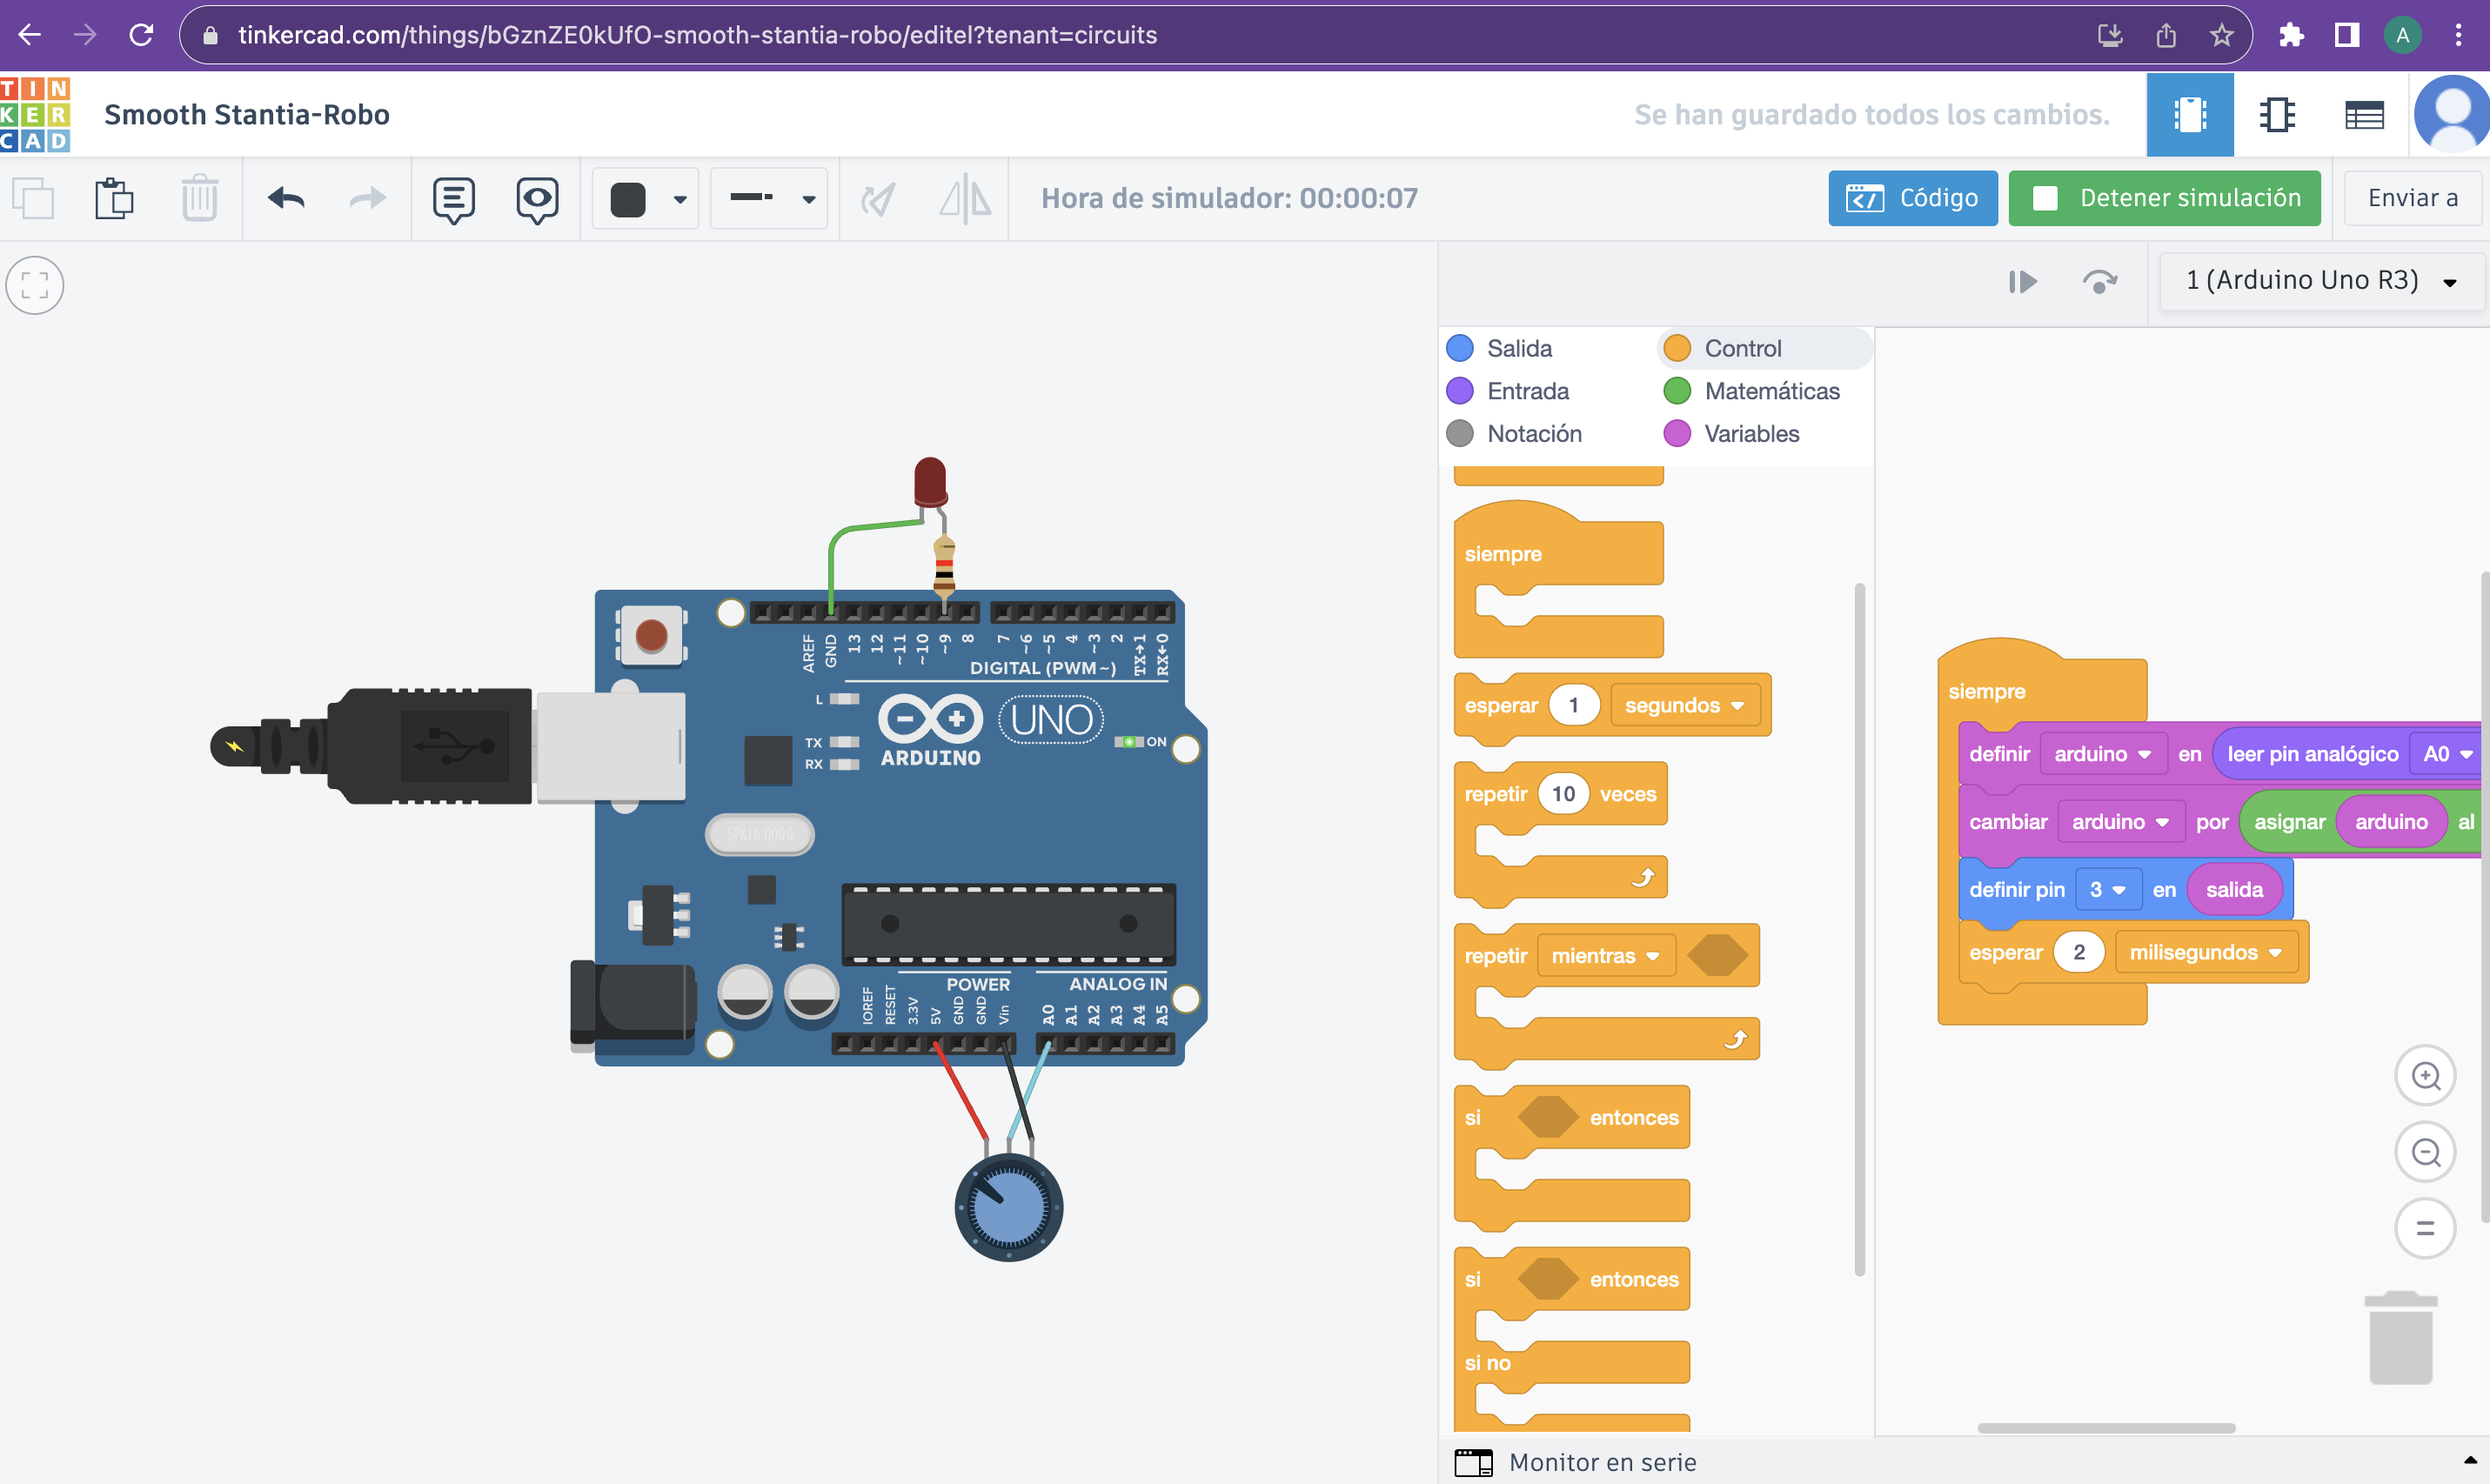 tinkercad.com/things/bGznZE0kUfO-smooth-stantia-robo/editel?tenant=circuits
A
TIN
KER
CAD
Smooth Stantia-Robo
Se han guardado todos los cambios.
Hora de simulador: 00:00:07
Código
Detener simulación
Enviar a
1 (Arduino Uno R3)
Salida
Control
Entrada
Matemáticas
Notación
Variables
siempre
esperar 1 segundos
repetir 10 veces
repetir mientras
si entonces
si entonces
si no
siempre
definir arduino en leer pin analógico A0
cambiar arduino por asignar arduino al
definir pin 3 en salida
esperar 2 milisegundos
AREF GND 13 12 ~11 ~10 ~9 8 7 ~6 ~5 4 ~3 2 TX→1 RX←0
DIGITAL (PWM~)
L
TX
RX
ARDUINO
UNO
ON
SPK16.000G
POWER
ANALOG IN
IOREF RESET 3.3V 5V GND GND Vin A0 A1 A2 A3 A4 A5
Monitor en serie